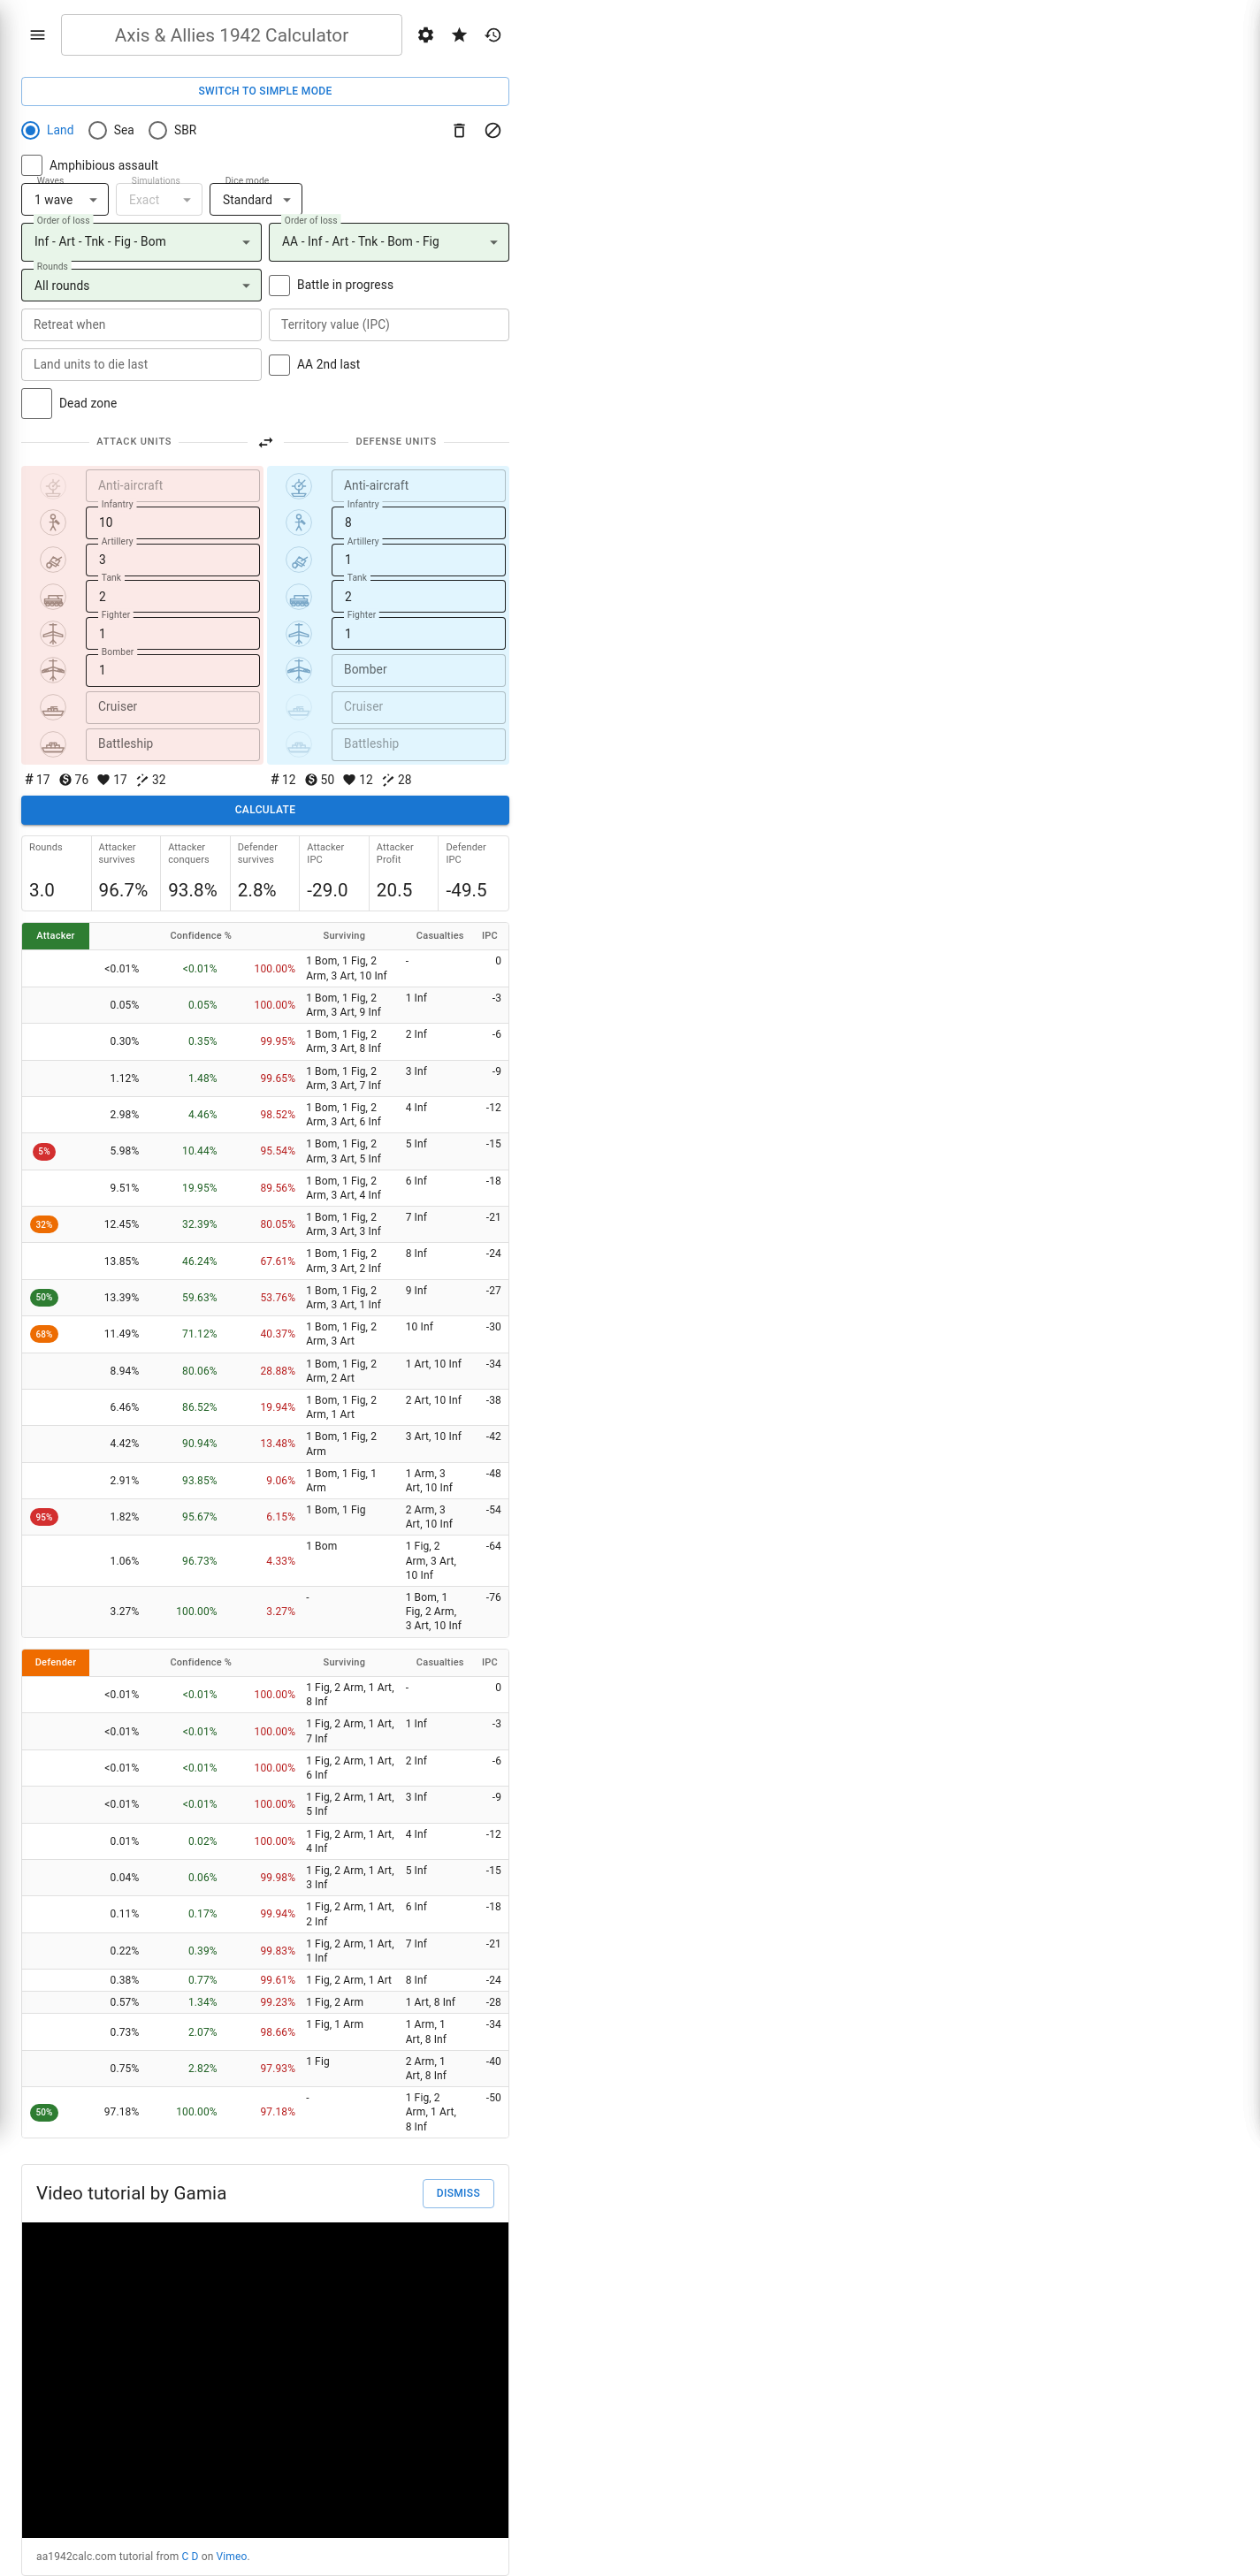 Axis & Allies 1942 Calculator
SWITCH TO SIMPLE MODE
Land Sea SBR
Amphibious assault
Waves Simulations Dice mode
1 wave Exact Standard
Order of loss Order of loss
Inf - Art - Tnk - Fig - Bom AA - Inf - Art - Tnk - Bom - Fig
Rounds
All rounds Battle in progress
Retreat when Territory value (IPC)
Land units to die last AA 2nd last
Dead zone
ATTACK UNITS DEFENSE UNITS
Anti-aircraft Anti-aircraft
Infantry Infantry
10 8
Artillery Artillery
3 1
Tank Tank
2 2
Fighter Fighter
1 1
Bomber
1 Bomber
Cruiser Cruiser
Battleship Battleship
# 17 76 17 32 # 12 50 12 28
CALCULATE
Rounds Attacker Attacker Defender Attacker Attacker Defender
survives conquers survives IPC Profit IPC
3.0 96.7% 93.8% 2.8% -29.0 20.5 -49.5
Attacker Confidence % Surviving Casualties IPC
<0.01% <0.01% 100.00% 1 Bom, 1 Fig, 2 - 0
Arm, 3 Art, 10 Inf
0.05% 0.05% 100.00% 1 Bom, 1 Fig, 2 1 Inf -3
Arm, 3 Art, 9 Inf
0.30% 0.35% 99.95% 1 Bom, 1 Fig, 2 2 Inf -6
Arm, 3 Art, 8 Inf
1.12% 1.48% 99.65% 1 Bom, 1 Fig, 2 3 Inf -9
Arm, 3 Art, 7 Inf
2.98% 4.46% 98.52% 1 Bom, 1 Fig, 2 4 Inf -12
Arm, 3 Art, 6 Inf
5% 5.98% 10.44% 95.54% 1 Bom, 1 Fig, 2 5 Inf -15
Arm, 3 Art, 5 Inf
9.51% 19.95% 89.56% 1 Bom, 1 Fig, 2 6 Inf -18
Arm, 3 Art, 4 Inf
32% 12.45% 32.39% 80.05% 1 Bom, 1 Fig, 2 7 Inf -21
Arm, 3 Art, 3 Inf
13.85% 46.24% 67.61% 1 Bom, 1 Fig, 2 8 Inf -24
Arm, 3 Art, 2 Inf
50% 13.39% 59.63% 53.76% 1 Bom, 1 Fig, 2 9 Inf -27
Arm, 3 Art, 1 Inf
68% 11.49% 71.12% 40.37% 1 Bom, 1 Fig, 2 10 Inf -30
Arm, 3 Art
8.94% 80.06% 28.88% 1 Bom, 1 Fig, 2 1 Art, 10 Inf -34
Arm, 2 Art
6.46% 86.52% 19.94% 1 Bom, 1 Fig, 2 2 Art, 10 Inf -38
Arm, 1 Art
4.42% 90.94% 13.48% 1 Bom, 1 Fig, 2 3 Art, 10 Inf -42
Arm
2.91% 93.85% 9.06% 1 Bom, 1 Fig, 1 1 Arm, 3 -48
Arm Art, 10 Inf
95% 1.82% 95.67% 6.15% 1 Bom, 1 Fig 2 Arm, 3 -54
Art, 10 Inf
1.06% 96.73% 4.33% 1 Bom 1 Fig, 2 -64
Arm, 3 Art,
10 Inf
3.27% 100.00% 3.27% - 1 Bom, 1 -76
Fig, 2 Arm,
3 Art, 10 Inf
Defender Confidence % Surviving Casualties IPC
<0.01% <0.01% 100.00% 1 Fig, 2 Arm, 1 Art, - 0
8 Inf
<0.01% <0.01% 100.00% 1 Fig, 2 Arm, 1 Art, 1 Inf -3
7 Inf
<0.01% <0.01% 100.00% 1 Fig, 2 Arm, 1 Art, 2 Inf -6
6 Inf
<0.01% <0.01% 100.00% 1 Fig, 2 Arm, 1 Art, 3 Inf -9
5 Inf
0.01% 0.02% 100.00% 1 Fig, 2 Arm, 1 Art, 4 Inf -12
4 Inf
0.04% 0.06% 99.98% 1 Fig, 2 Arm, 1 Art, 5 Inf -15
3 Inf
0.11% 0.17% 99.94% 1 Fig, 2 Arm, 1 Art, 6 Inf -18
2 Inf
0.22% 0.39% 99.83% 1 Fig, 2 Arm, 1 Art, 7 Inf -21
1 Inf
0.38% 0.77% 99.61% 1 Fig, 2 Arm, 1 Art 8 Inf -24
0.57% 1.34% 99.23% 1 Fig, 2 Arm 1 Art, 8 Inf -28
0.73% 2.07% 98.66% 1 Fig, 1 Arm 1 Arm, 1 -34
Art, 8 Inf
0.75% 2.82% 97.93% 1 Fig 2 Arm, 1 -40
Art, 8 Inf
50% 97.18% 100.00% 97.18% - 1 Fig, 2 -50
Arm, 1 Art,
8 Inf
Video tutorial by Gamia DISMISS
aa1942calc.com tutorial from C D on Vimeo.